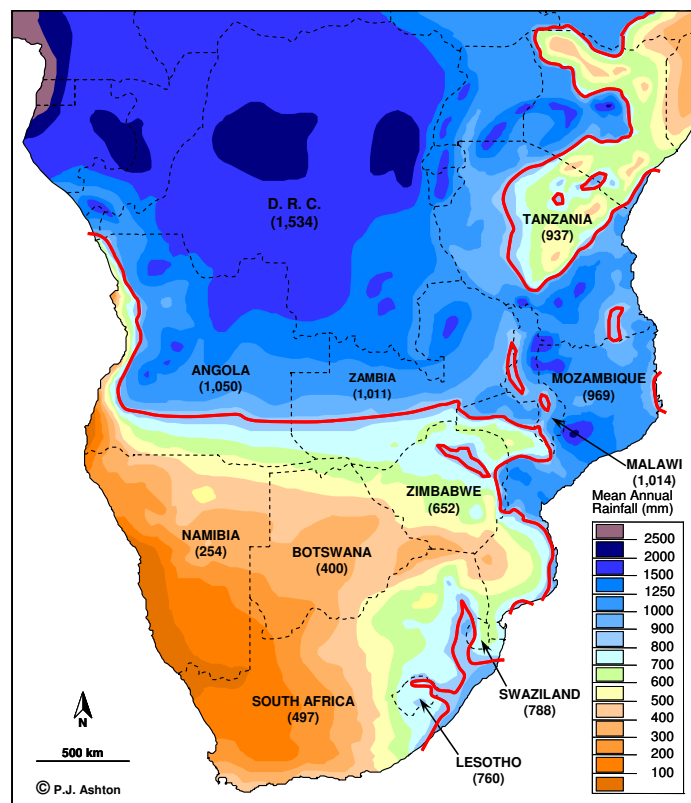 D. R. C.
(1,534)
TANZANIA
(937)
ANGOLA
(1,050)
ZAMBIA
(1,011)
MOZAMBIQUE
(969)
MALAWI
(1,014)
ZIMBABWE
(652)
NAMIBIA
(254)
BOTSWANA
(400)
SOUTH AFRICA
(497)
SWAZILAND
(788)
LESOTHO
(760)
Mean Annual
Rainfall (mm)
2500
2000
1500
1250
1000
900
800
700
600
500
400
300
200
100
N
500 km
© P.J. Ashton